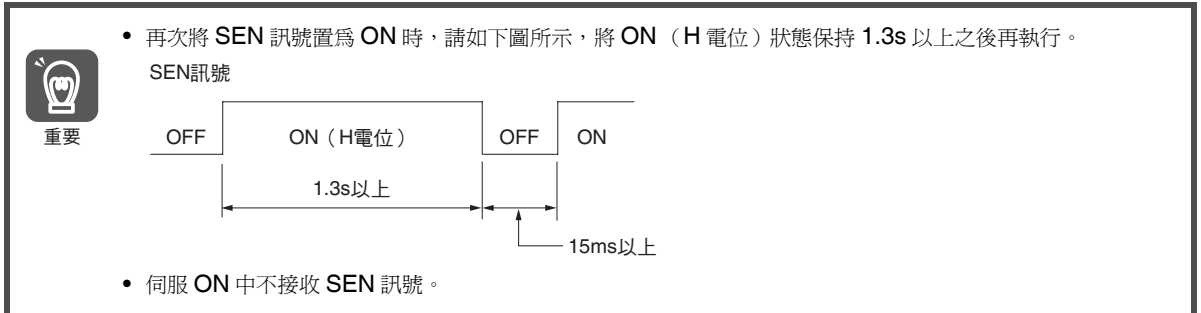 • 再次將 SEN 訊號置爲 ON 時，請如下圖所示，將 ON （H 電位）狀態保持 1.3s 以上之後再執行。
SEN訊號
重要
OFF ON（H電位） OFF ON
1.3s以上
15ms以上
• 伺服 ON 中不接收 SEN 訊號。